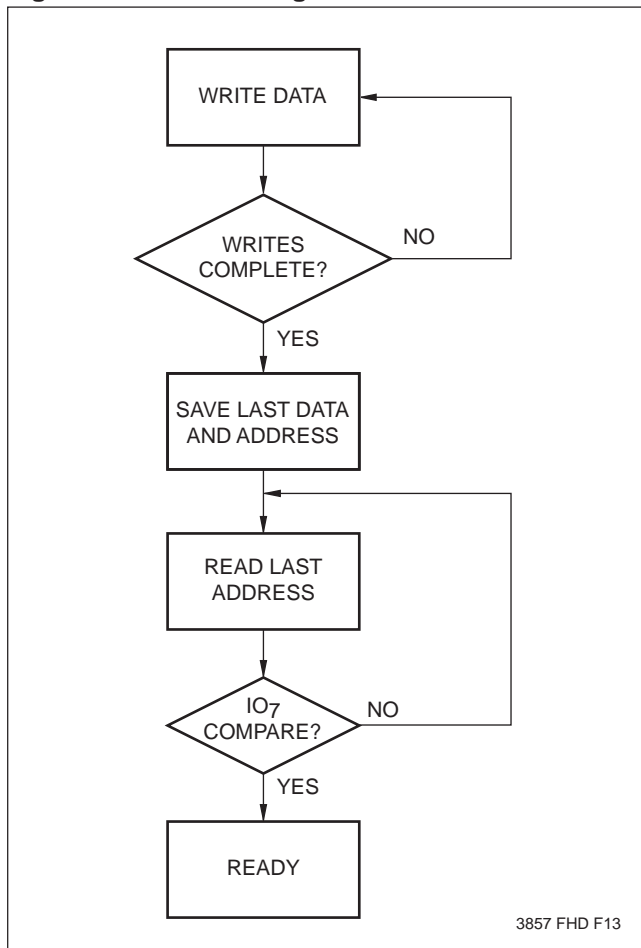 WRITE DATA
WRITES
COMPLETE?
NO
YES
SAVE LAST DATA
AND ADDRESS
READ LAST
ADDRESS
IO7
COMPARE?
NO
YES
READY
3857 FHD F13